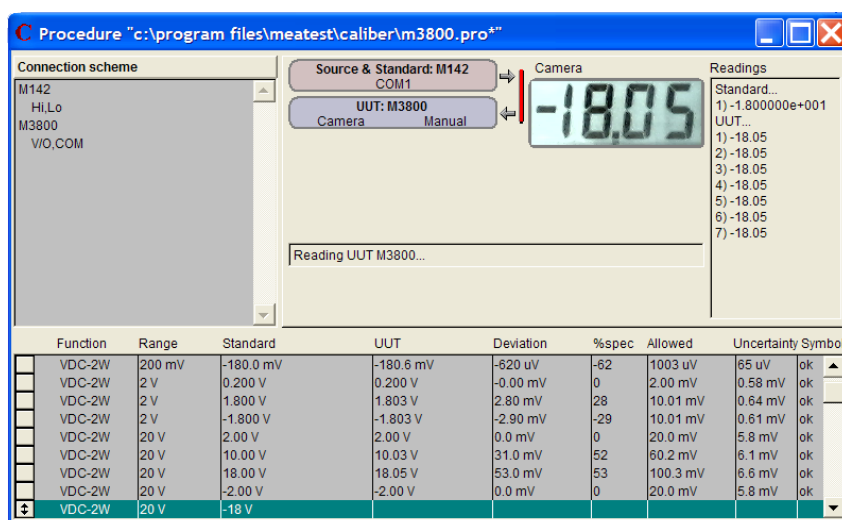 C Procedure "c:\program files\meatest\caliber\m3800.pro*"
Connection scheme
M142
Hi,Lo
M3800
V/O,COM
Source & Standard: M142
COM1
UUT: M3800
Camera Manual
Camera
-18.05
Reading UUT M3800...
Readings
Standard...
1) -1.800000e+001
UUT...
1) -18.05
2) -18.05
3) -18.05
4) -18.05
5) -18.05
6) -18.05
7) -18.05
Function Range Standard UUT Deviation %spec Allowed Uncertainty Symbo
VDC-2W 200 mV -180.0 mV -180.6 mV -620 uV -62 1003 uV 65 uV ok
VDC-2W 2 V 0.200 V 0.200 V -0.00 mV 0 2.00 mV 0.58 mV ok
VDC-2W 2 V 1.800 V 1.803 V 2.80 mV 28 10.01 mV 0.64 mV ok
VDC-2W 2 V -1.800 V -1.803 V -2.90 mV -29 10.01 mV 0.61 mV ok
VDC-2W 20 V 2.00 V 2.00 V 0.0 mV 0 20.0 mV 5.8 mV ok
VDC-2W 20 V 10.00 V 10.03 V 31.0 mV 52 60.2 mV 6.1 mV ok
VDC-2W 20 V 18.00 V 18.05 V 53.0 mV 53 100.3 mV 6.6 mV ok
VDC-2W 20 V -2.00 V -2.00 V 0.0 mV 0 20.0 mV 5.8 mV ok
VDC-2W 20 V -18 V